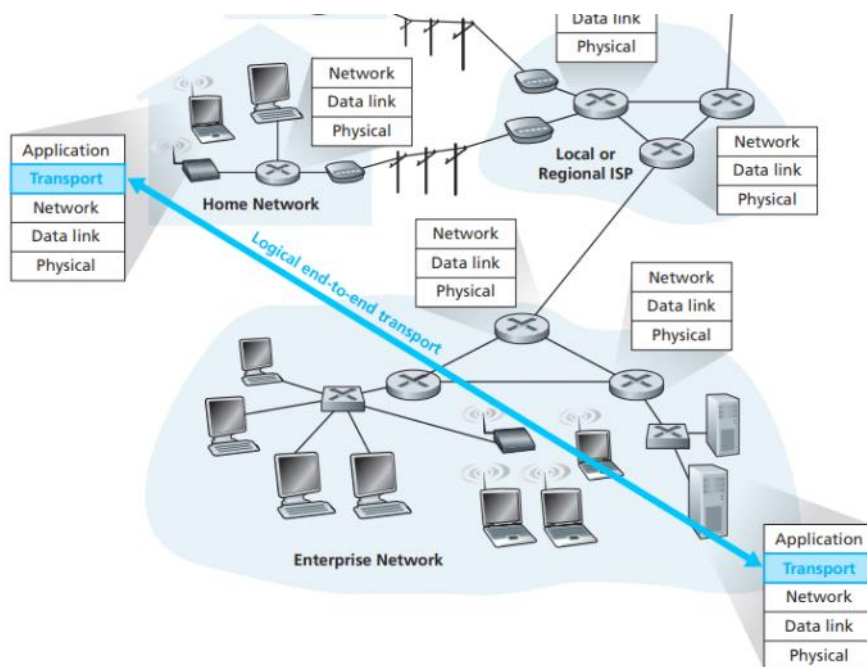 Data link
Physical
Network
Data link
Physical
Application
Transport
Network
Data link
Physical
Home Network
Local or
Regional ISP
Network
Data link
Physical
Network
Data link
Physical
Logical end-to-end transport
Network
Data link
Physical
Enterprise Network
Application
Transport
Network
Data link
Physical